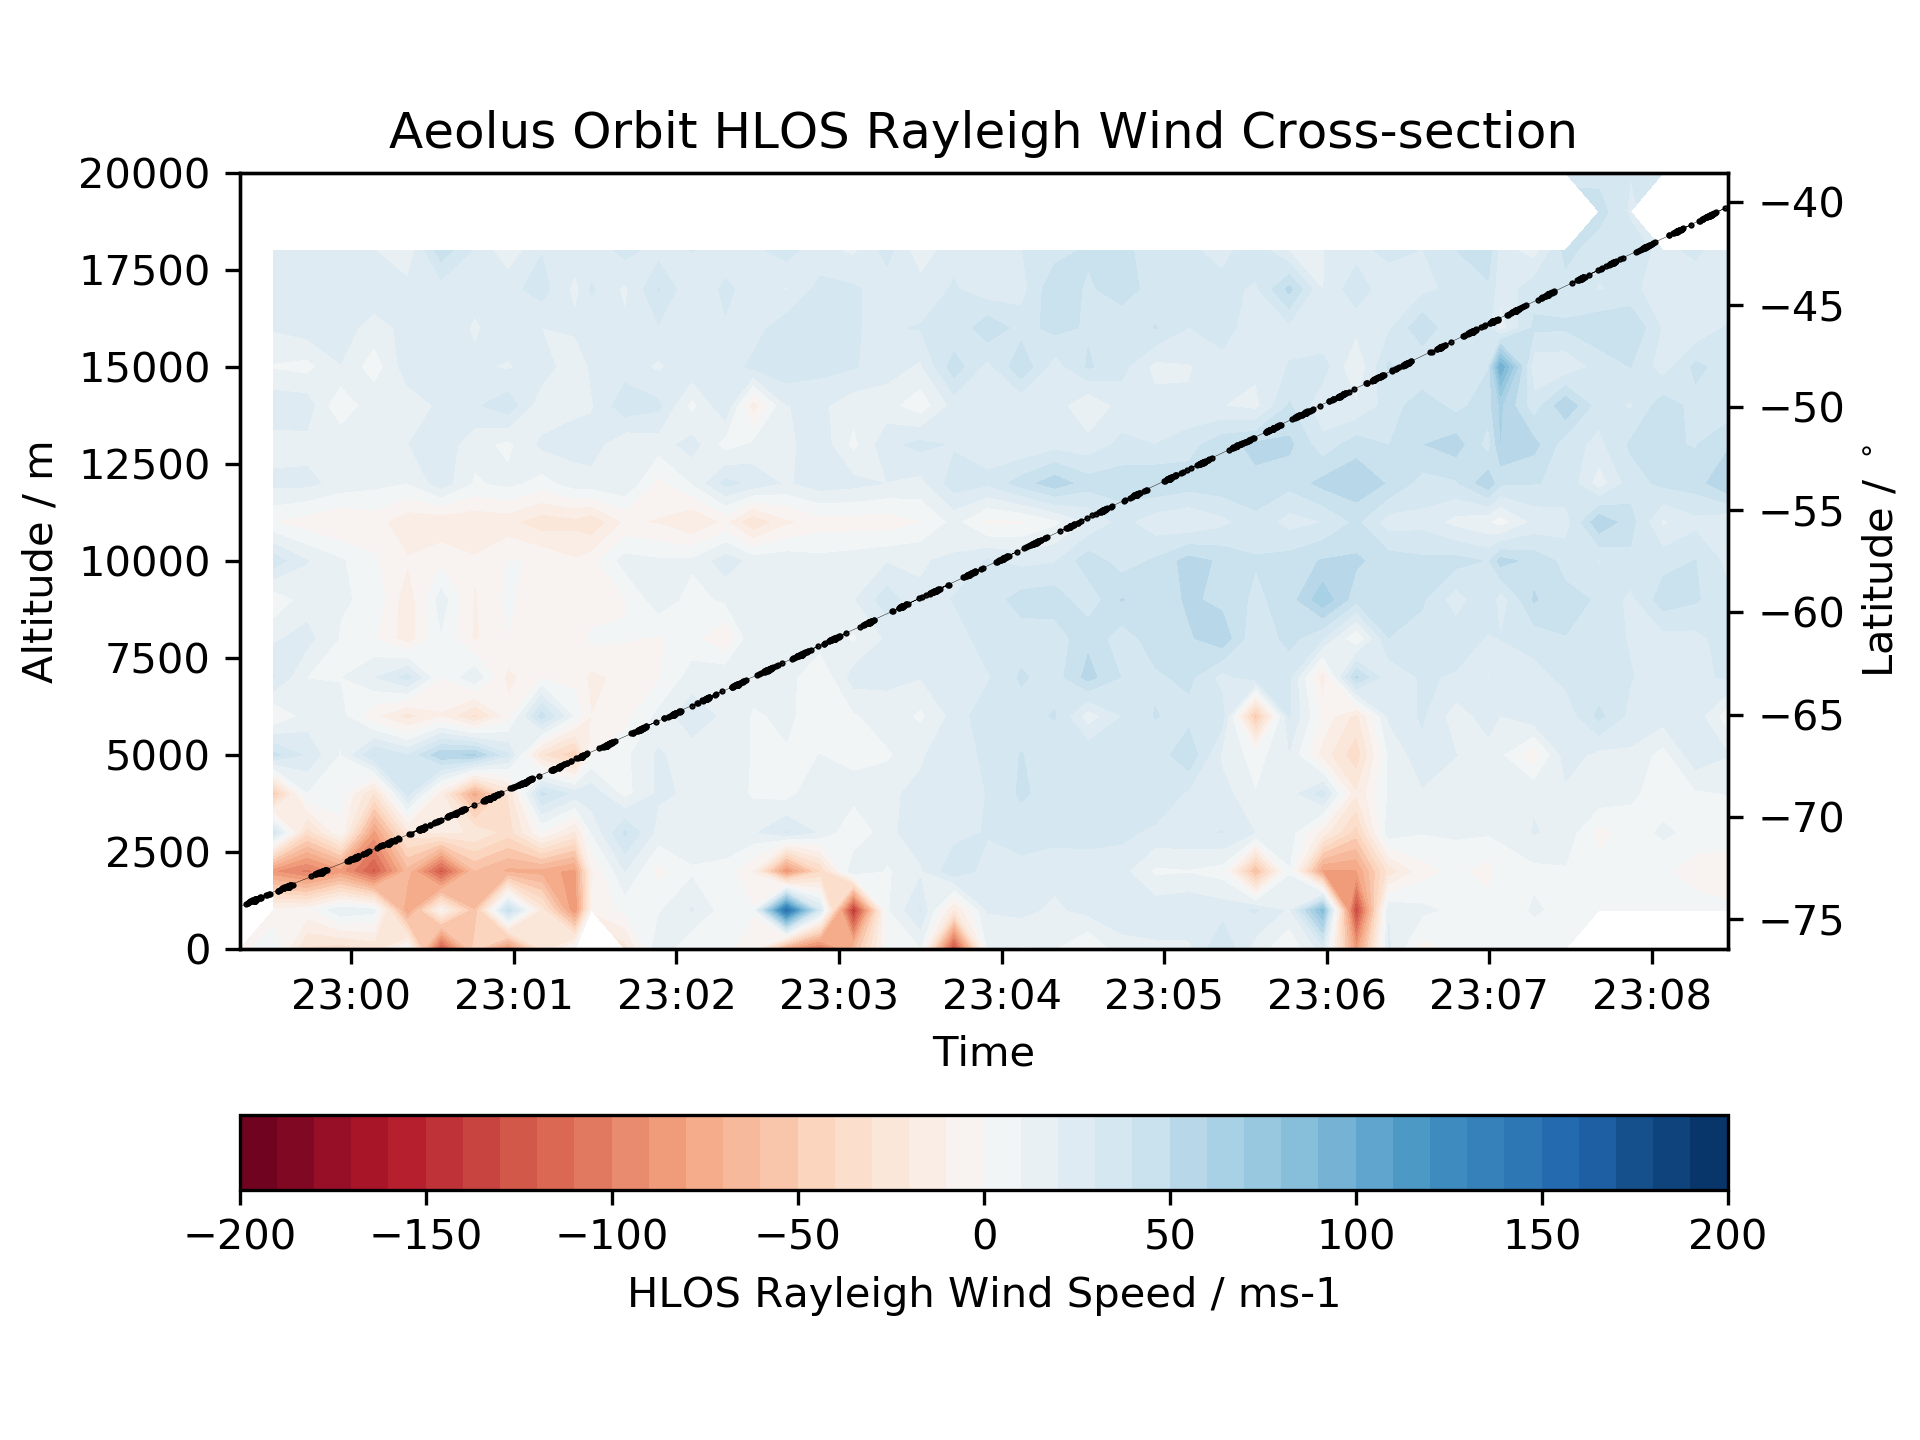 Aeolus Orbit HLOS Rayleigh Wind Cross-section
20000
17500
15000
12500
10000
7500
5000
2500
0
Altitude / m
−40
−45
−50
−55
−60
−65
−70
−75
Latitude / °
23:00 23:01 23:02 23:03 23:04 23:05 23:06 23:07 23:08
Time
−200 −150 −100 −50 0 50 100 150 200
HLOS Rayleigh Wind Speed / ms-1